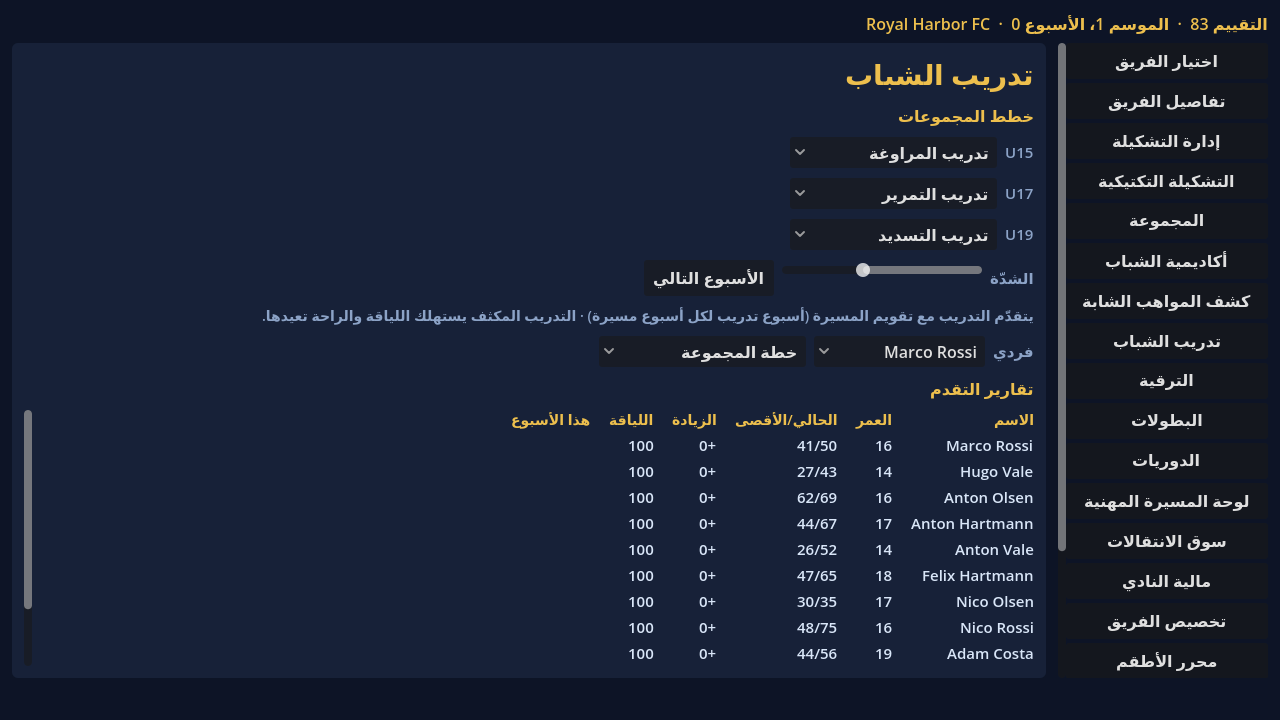 التقييم 83 · الموسم 1، الأسبوع 0 · Royal Harbor FC
اختيار الفريق
تفاصيل الفريق
إدارة التشكيلة
التشكيلة التكتيكية
المجموعة
أكاديمية الشباب
كشف المواهب الشابة
تدريب الشباب
الترقية
البطولات
الدوريات
لوحة المسيرة المهنية
سوق الانتقالات
مالية النادي
تخصيص الفريق
محرر الأطقم
تدريب الشباب
خطط المجموعات
U15 تدريب المراوغة
U17 تدريب التمرير
U19 تدريب التسديد
الشدّة الأسبوع التالي
يتقدّم التدريب مع تقويم المسيرة (أسبوع تدريب لكل أسبوع مسيرة) · التدريب المكثف يستهلك اللياقة والراحة تعيدها.
فردي Marco Rossi خطة المجموعة
تقارير التقدم
الاسم العمر الحالي/الأقصى الزيادة اللياقة هذا الأسبوع
Marco Rossi 16 41/50 +0 100
Hugo Vale 14 27/43 +0 100
Anton Olsen 16 62/69 +0 100
Anton Hartmann 17 44/67 +0 100
Anton Vale 14 26/52 +0 100
Felix Hartmann 18 47/65 +0 100
Nico Olsen 17 30/35 +0 100
Nico Rossi 16 48/75 +0 100
Adam Costa 19 44/56 +0 100